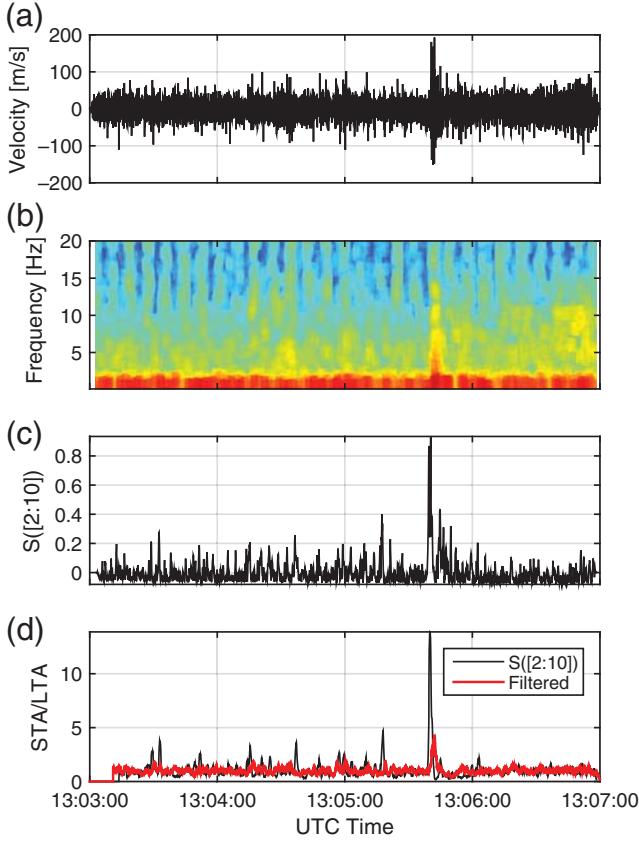 (a)
200
100
0
−100
−200
Velocity [m/s]
(b)
20
15
10
5
Frequency [Hz]
(c)
0.8
0.6
0.4
0.2
0
S([2:10])
(d)
10
5
0
STA/LTA
S([2:10])
Filtered
13:03:00 13:04:00 13:05:00 13:06:00 13:07:00
UTC Time